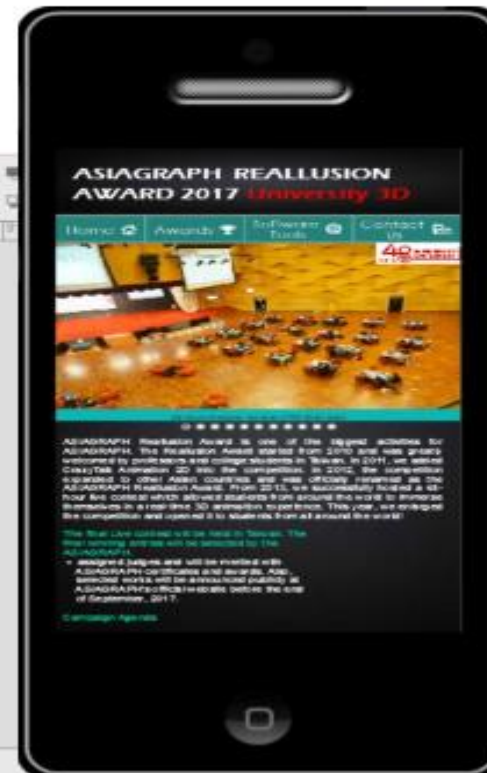 ASIAGRAPH REALLUSION
AWARD 2017 University 3D
Home
Awards
Software
Tools
Contact
us
ASIAGRAPH Reallusion Award is one of the biggest activities for
ASIAGRAPH. The Reallusion Award started from 2010 and was greatly
welcomed by professors and college students in Taiwan. In 2011, we added
CrazyTalk Animation 2D into the competition. In 2012, the competition
expanded to other Asian countries and was officially renamed as the
ASIAGRAPH Reallusion Award. From 2013, we successfully hosted a 48-
hour live contest which allowed students from around the world to immerse
themselves in a real-time 3D animation experience. This year, we enlarged
the competition and opened it to students from all around the world!
The final Live contest will be held in Taiwan. The
final winning entries will be selected by The
ASIAGRAPH.
assigned judges and will be merited with
ASIAGRAPH certificates and awards. Also,
selected works will be announced publicly at
ASIAGRAPH's official website before the end
of September, 2017.
Campaign Agenda